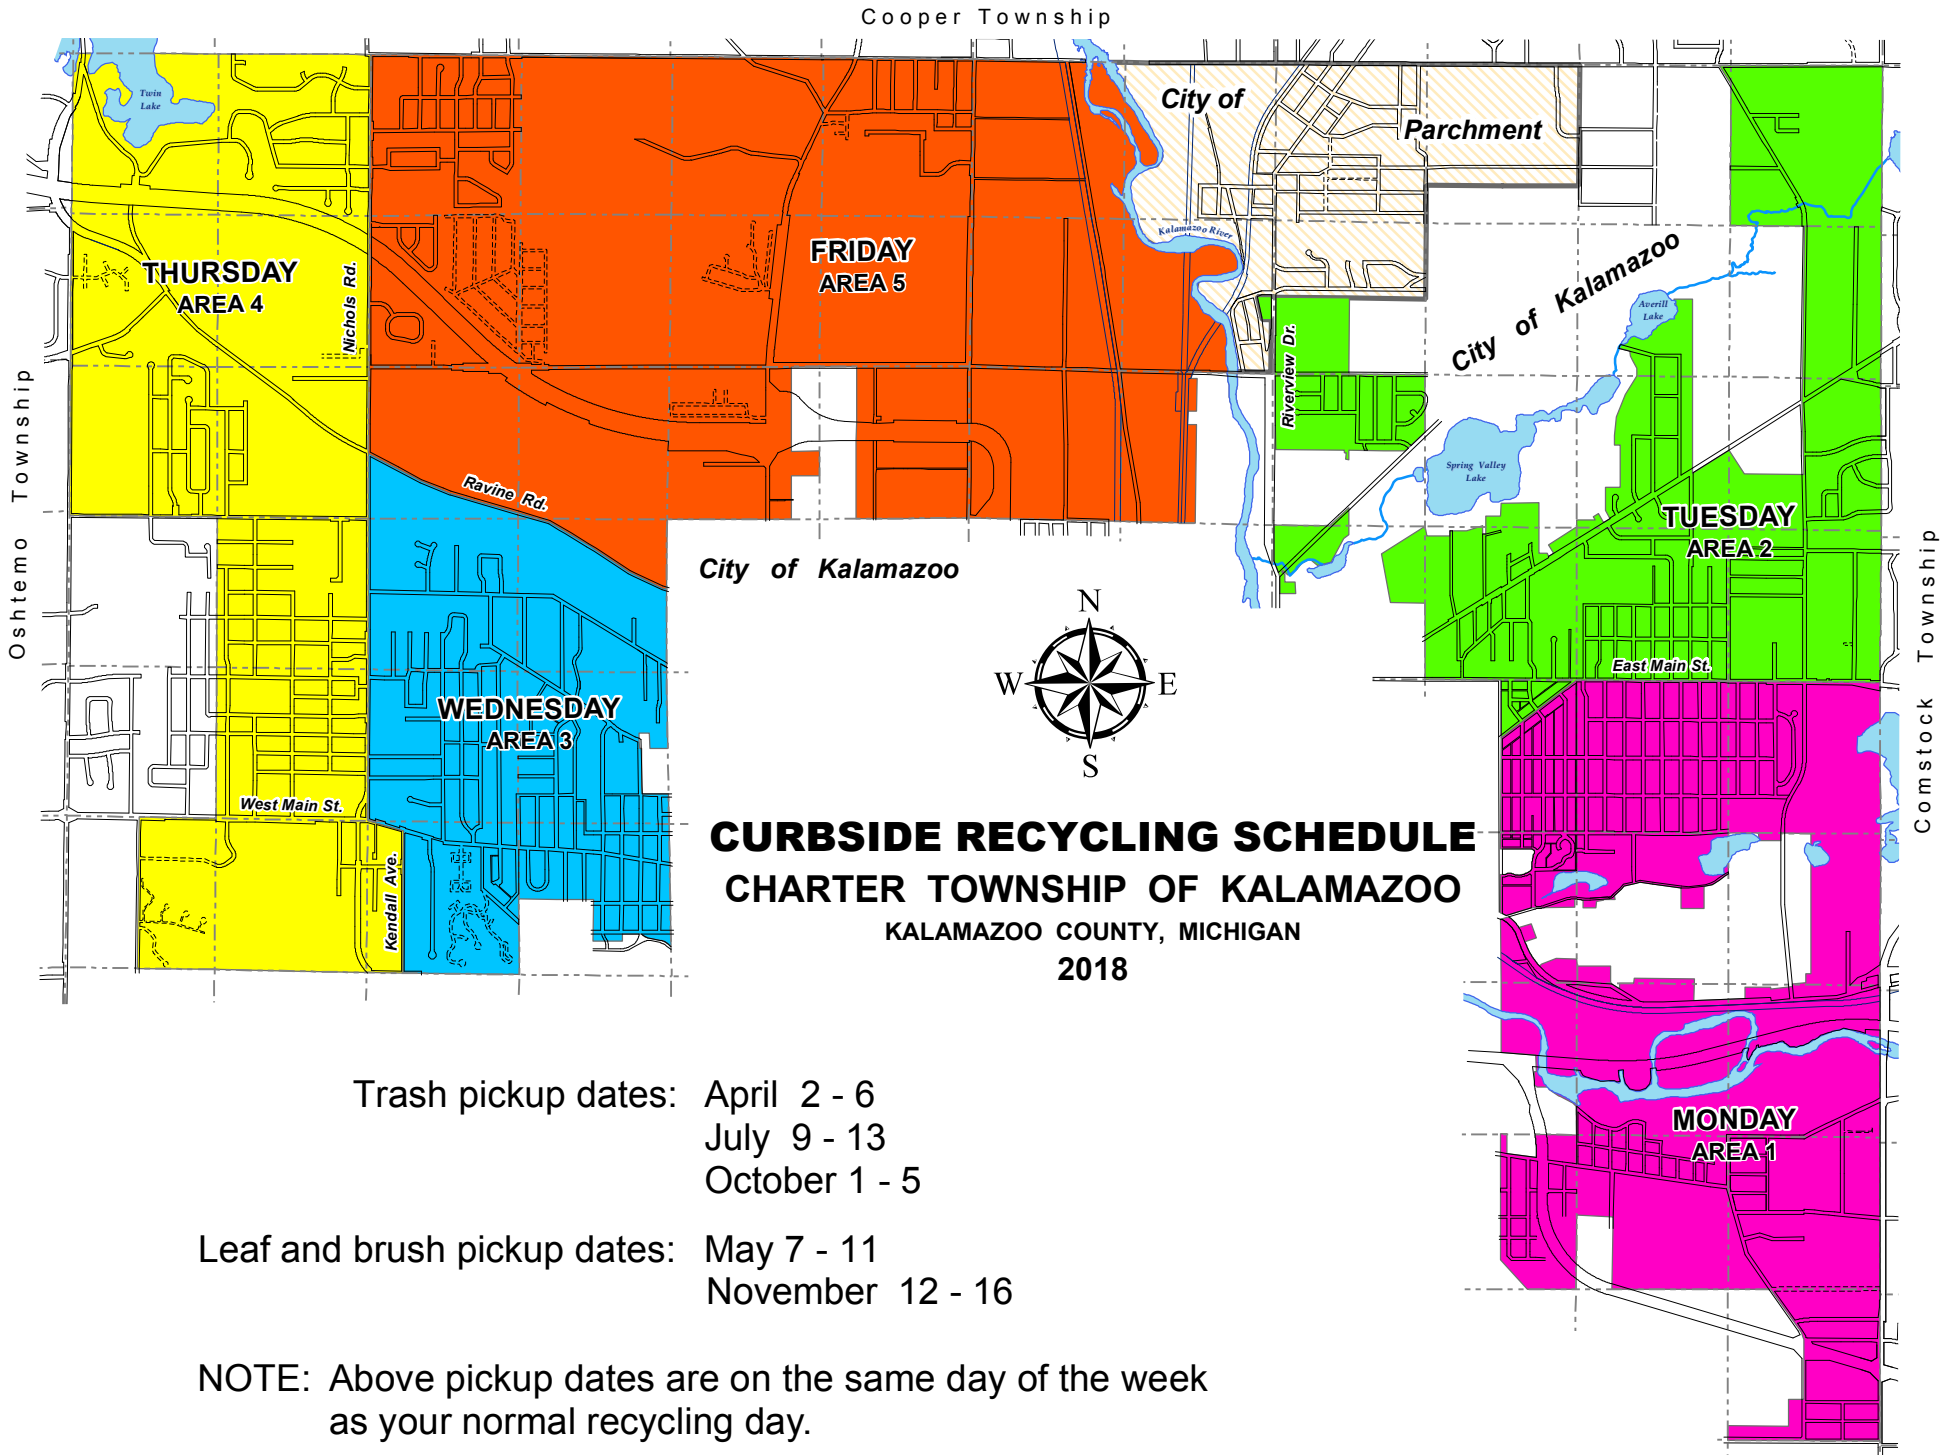 Cooper Township
Twin
Lake
City of
Parchment
Kalamazoo River
THURSDAY
AREA 4
Nichols Rd.
FRIDAY
AREA 5
City of Kalamazoo
Averill
Lake
Riverview Dr.
Oshtemo Township
Ravine Rd.
Spring Valley
Lake
TUESDAY
AREA 2
Comstock Township
City of Kalamazoo
N
W
E
S
East Main St.
WEDNESDAY
AREA 3
West Main St.
Kendall Ave.
CURBSIDE RECYCLING SCHEDULE
CHARTER TOWNSHIP OF KALAMAZOO
KALAMAZOO COUNTY, MICHIGAN
2018
MONDAY
AREA 1
Trash pickup dates: April 2 - 6
July 9 - 13
October 1 - 5
Leaf and brush pickup dates: May 7 - 11
November 12 - 16
NOTE: Above pickup dates are on the same day of the week
as your normal recycling day.